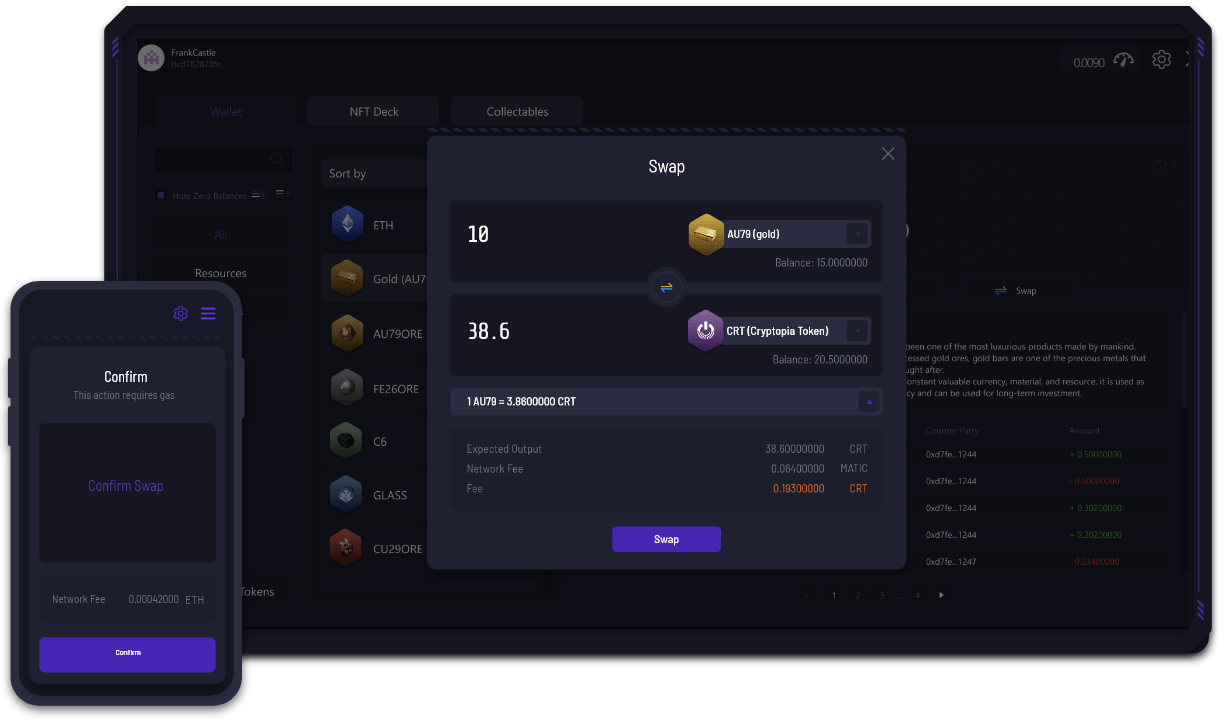 FrankCastle
0xd782828fe..
0.0090
Wallet
NFT Deck
Collectables
Hide Zero Balances
All
Resources
Tokens
Sort by
ETH
Gold (AU7
AU79ORE
FE26ORE
C6
GLASS
CU29ORE
Swap
10
AU79 (gold)
Balance: 15.0000000
38.6
CRT (Cryptopia Token)
Balance: 20.5000000
1 AU79 = 3.8600000 CRT
Expected Output 38.60000000 CRT
Network Fee 0.06400000 MATIC
Fee 0.19300000 CRT
Swap
Swap
been one of the most luxurious products made by mankind.
essed gold ores, gold bars are one of the precious metals that
ught after.
onstant valuable currency, material, and resource, it is used as
cy and can be used for long-term investment.
Counter Party Amount
0xd7fe...1244 + 0.50000000
0xd7fe...1244 - 0.60000000
0xd7fe...1244 + 0.30200000
0xd7fe...1244 + 0.20200000
0xd7fe...1247 - 0.23400000
1 2 3 ... 4
Confirm
This action requires gas
Confirm Swap
Network Fee 0.00042000 ETH
Confirm